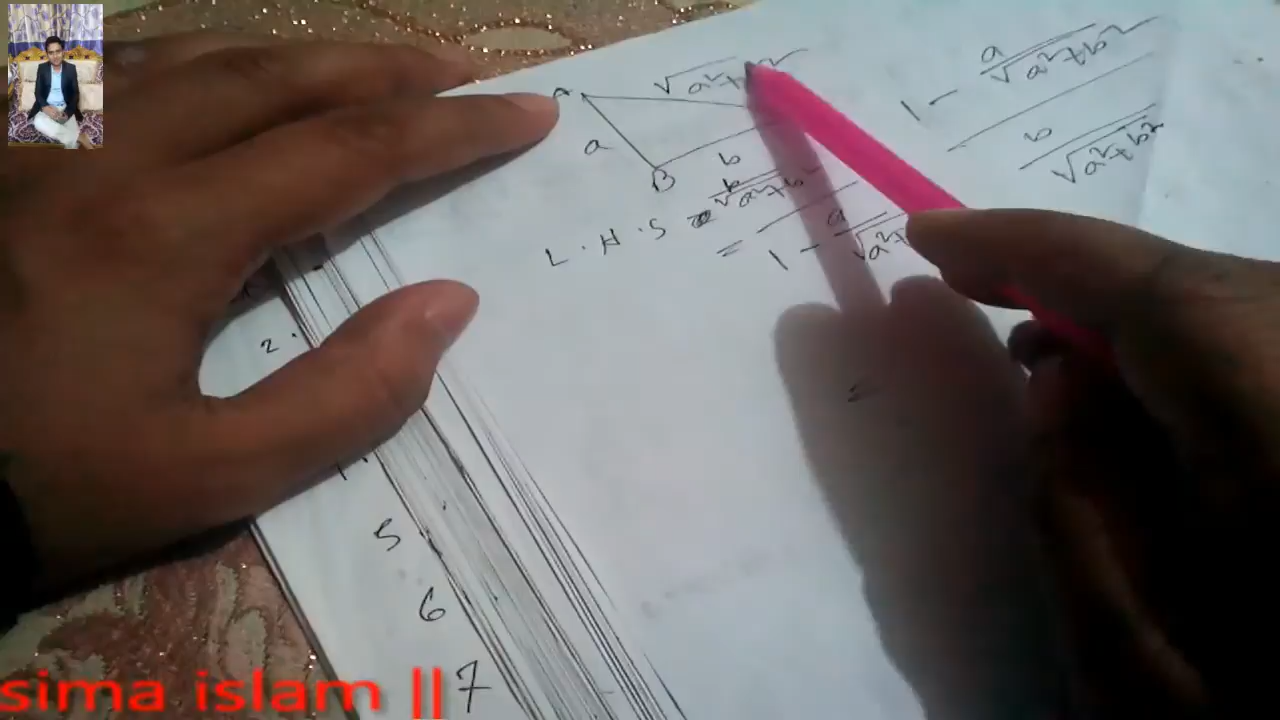 A
√a²+b²
a
b
B
L.H.S = b/√a²+b²
= 1 - a/√a²
1 - a/√a²+b²
b/√a²+b²
2.
5
6
7
sima islam ||